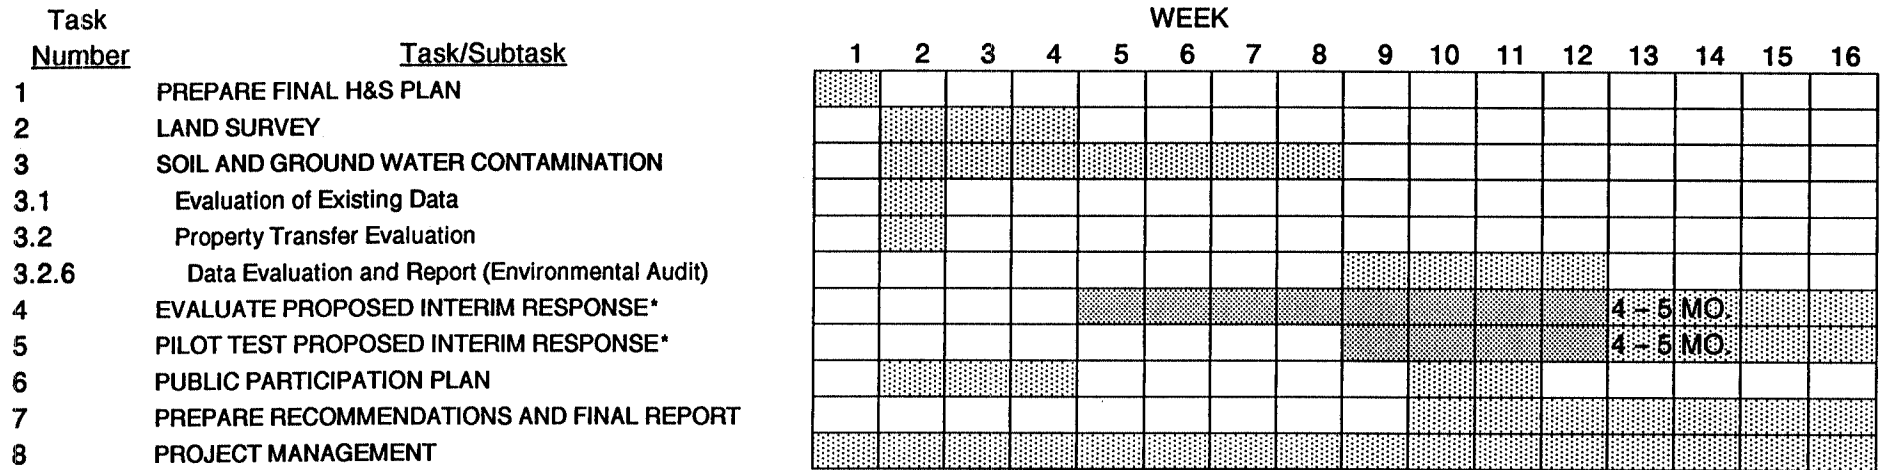 Task WEEK
Number Task/Subtask 1 2 3 4 5 6 7 8 9 10 11 12 13 14 15 16
1 PREPARE FINAL H&S PLAN
2 LAND SURVEY
3 SOIL AND GROUND WATER CONTAMINATION
3.1 Evaluation of Existing Data
3.2 Property Transfer Evaluation
3.2.6 Data Evaluation and Report (Environmental Audit)
4 EVALUATE PROPOSED INTERIM RESPONSE* 4 – 5 MO.
5 PILOT TEST PROPOSED INTERIM RESPONSE* 4 – 5 MO.
6 PUBLIC PARTICIPATION PLAN
7 PREPARE RECOMMENDATIONS AND FINAL REPORT
8 PROJECT MANAGEMENT